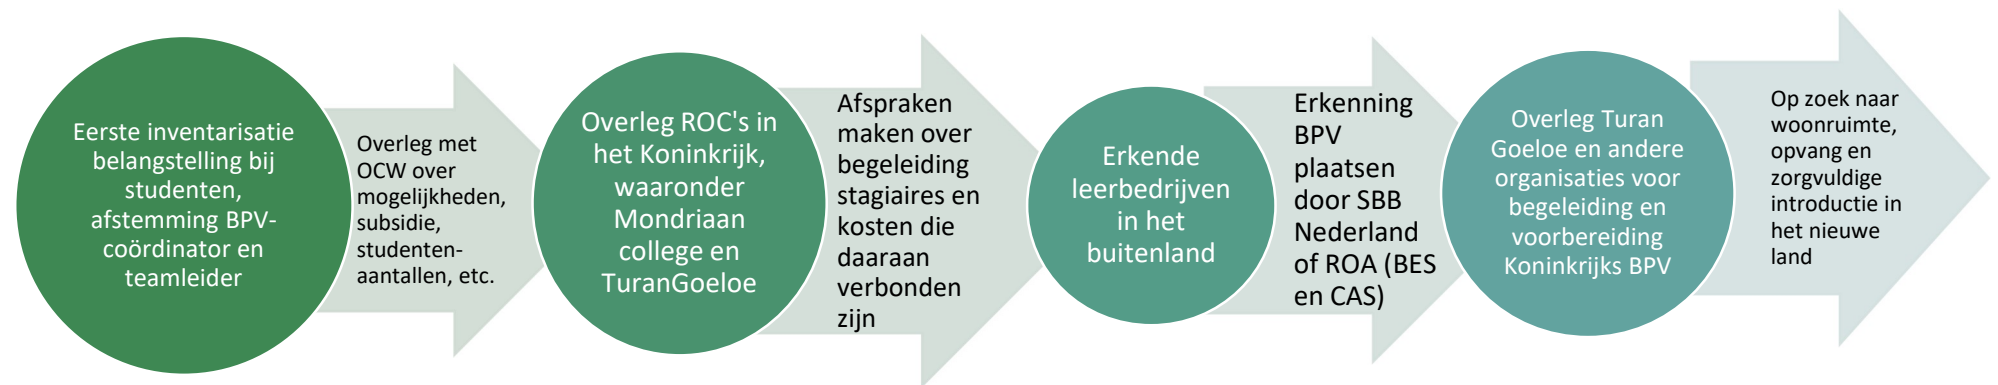 Eerste inventarisatie
belangstelling bij
studenten,
afstemming BPV-
coördinator en
teamleider
Overleg met
OCW over
mogelijkheden,
subsidie,
studenten-
aantallen, etc.
Overleg ROC's in
het Koninkrijk,
waaronder
Mondriaan
college en
TuranGoeloe
Afspraken
maken over
begeleiding
stagiaires en
kosten die
daaraan
verbonden
zijn
Erkende
leerbedrijven
in het
buitenland
Erkenning
BPV
plaatsen
door SBB
Nederland
of ROA (BES
en CAS)
Overleg Turan
Goeloe en andere
organisaties voor
begeleiding en
voorbereiding
Koninkrijks BPV
Op zoek naar
woonruimte,
opvang en
zorgvuldige
introductie in
het nieuwe
land